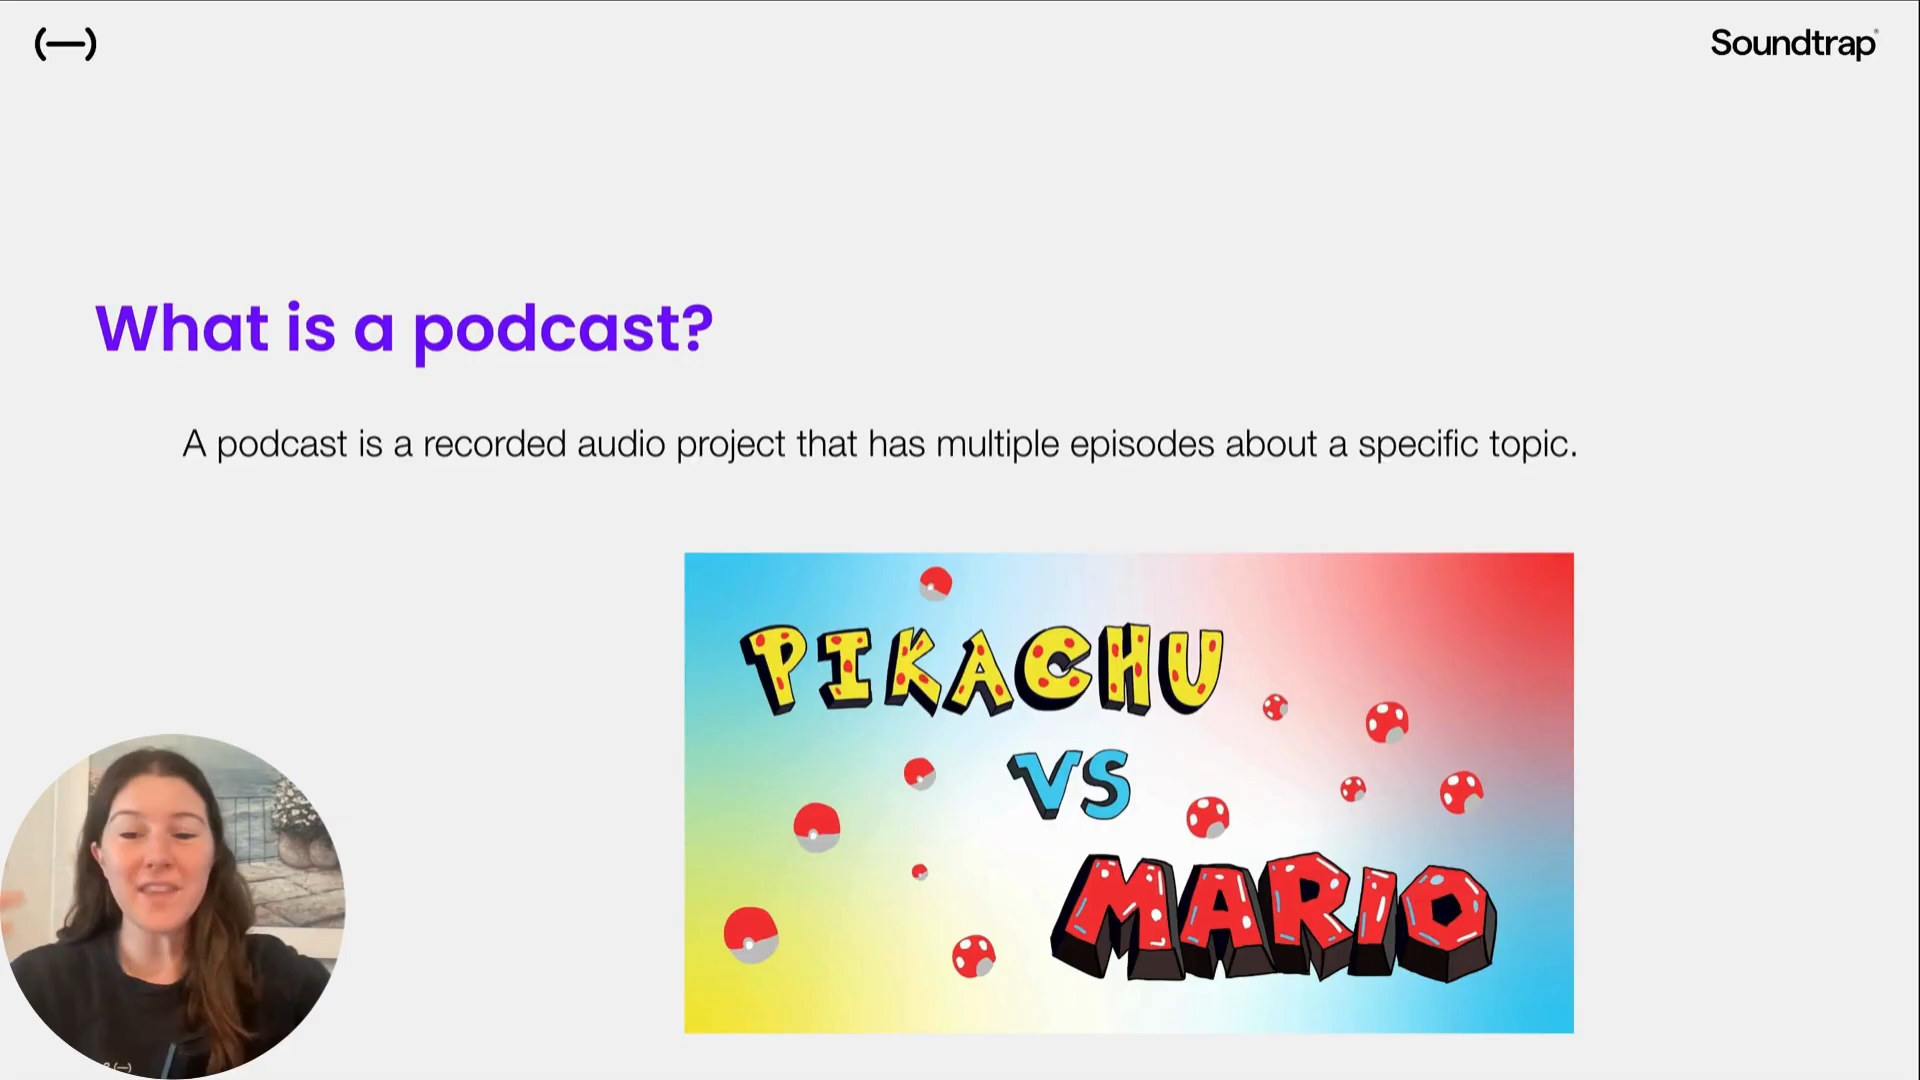 (—)
Soundtrap
What is a podcast?
A podcast is a recorded audio project that has multiple episodes about a specific topic.
PIKACHU
VS
MARIO